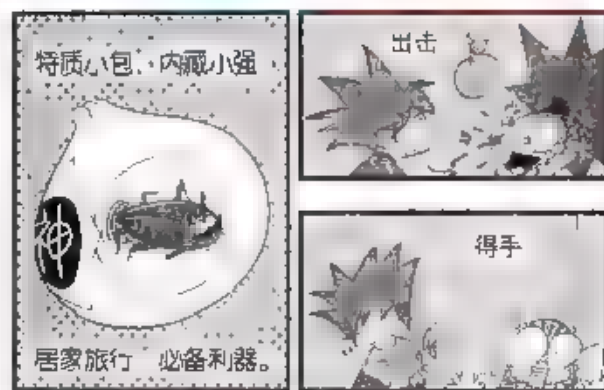 特质小包、内藏小强
神
居家旅行 必备利器。
出击
得手